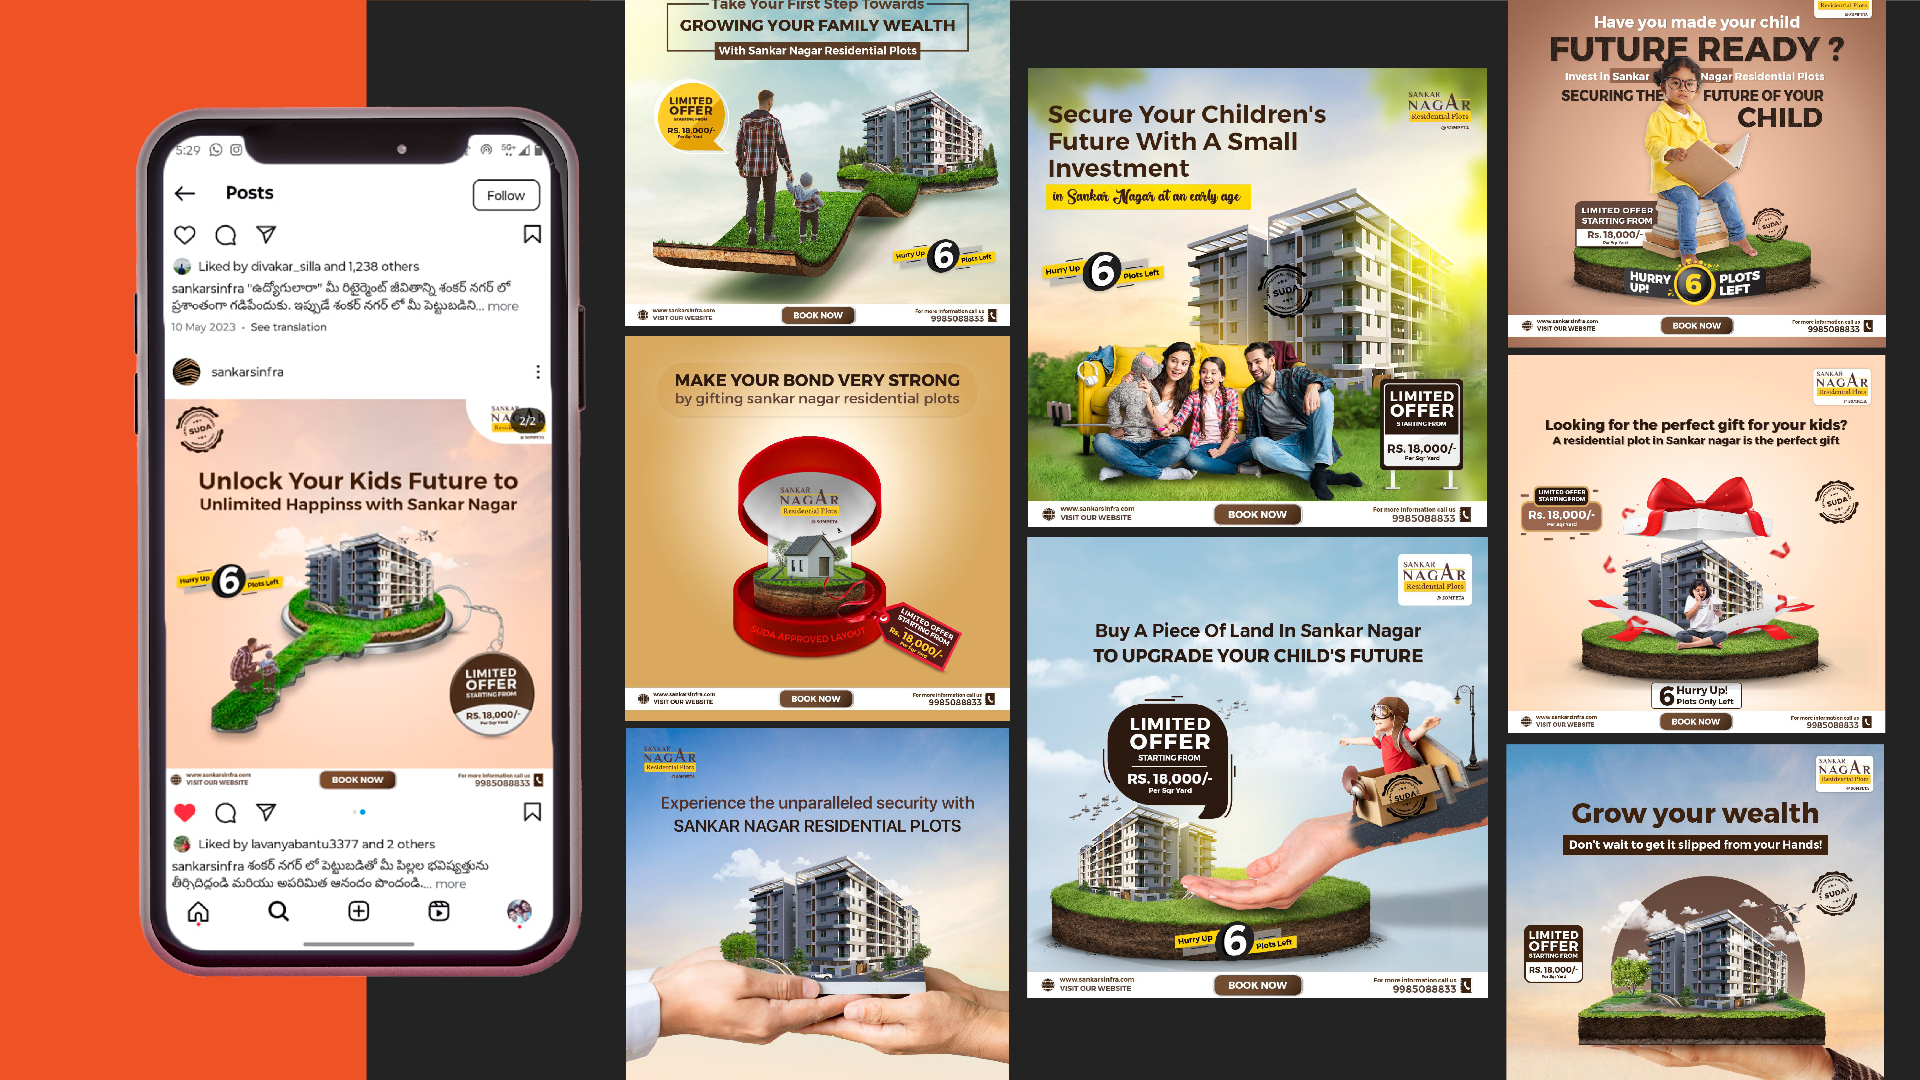 5:29
5G+
Posts
Follow
Liked by divakar_silla and 1,238 others
sankarsinfra "ఉద్యోగులారా" మీ రిటైర్మెంట్ జీవితాన్ని శంకర్ నగర్ లో
ప్రశాంతంగా గడిపేందుకు. ఇప్పుడే శంకర్ నగర్ లో మీ పెట్టుబడిని... more
10 May 2023 • See translation
sankarsinfra
SUDA
SANKAR
NAG
2/2
@ SOMPETA
Unlock Your Kids Future to
Unlimited Happinss with Sankar Nagar
Hurry Up 6 Plots Left
LIMITED
OFFER
STARTING FROM
RS. 18,000/-
Per Sqr Yard
www.sankarsinfra.com
VISIT OUR WEBSITE
BOOK NOW
For more information call us
9985088833
Liked by lavanyabantu3377 and 2 others
sankarsinfra శంకర్ నగర్ లో పెట్టుబడితో మీ పిల్లల భవిష్యత్తును
తీర్చిదిద్దండి మరియు అపరిమిత ఆనందం పొందండి.... more
Take Your First Step Towards
GROWING YOUR FAMILY WEALTH
With Sankar Nagar Residential Plots
LIMITED
OFFER
STARTING FROM
RS. 18,000/-
Per Sqr Yard
Hurry Up 6 Plots Left
www.sankarsinfra.com
VISIT OUR WEBSITE
BOOK NOW
For more information call us
9985088833
MAKE YOUR BOND VERY STRONG
by gifting sankar nagar residential plots
SANKAR
NAGAR
Residential Plots
@ SOMPETA
SUDA APPROVED LAYOUT
LIMITED OFFER
STARTING FROM
Rs. 18,000/-
Per Sqr Yard
www.sankarsinfra.com
VISIT OUR WEBSITE
BOOK NOW
For more information call us
9985088833
SANKAR
NAGAR
Residential Plots
@ SOMPETA
Experience the unparalleled security with
SANKAR NAGAR RESIDENTIAL PLOTS
SANKAR
NAGAR
Residential Plots
@ SOMPETA
Secure Your Children's
Future With A Small
Investment
in Sankar Nagar at an early age
Hurry Up 6 Plots Left
SUDA
LIMITED
OFFER
STARTING FROM
RS. 18,000/-
Per Sqr Yard
www.sankarsinfra.com
VISIT OUR WEBSITE
BOOK NOW
For more information call us
9985088833
SANKAR
NAGAR
Residential Plots
@ SOMPETA
Buy A Piece Of Land In Sankar Nagar
TO UPGRADE YOUR CHILD'S FUTURE
LIMITED
OFFER
STARTING FROM
RS. 18,000/-
Per Sqr Yard
SUDA
Hurry Up 6 Plots Left
www.sankarsinfra.com
VISIT OUR WEBSITE
BOOK NOW
For more information call us
9985088833
Residential Plots
@ SOMPETA
Have you made your child
FUTURE READY ?
Invest in Sankar Nagar Residential Plots
SECURING THE FUTURE OF YOUR
CHILD
LIMITED OFFER
STARTING FROM
Rs. 18,000/-
Per Sqr Yard
SUDA
HURRY
UP! 6 PLOTS
LEFT
www.sankarsinfra.com
VISIT OUR WEBSITE
BOOK NOW
For more information call us
9985088833
SANKAR
NAGAR
Residential Plots
@ SOMPETA
Looking for the perfect gift for your kids?
A residential plot in Sankar nagar is the perfect gift
LIMITED OFFER
STARTING FROM
Rs. 18,000/-
Per Sqr Yard
SUDA
6 Hurry Up!
Plots Only Left
www.sankarsinfra.com
VISIT OUR WEBSITE
BOOK NOW
For more information call us
9985088833
SANKAR
NAGAR
Residential Plots
@ SOMPETA
Grow your wealth
Don't wait to get it slipped from your Hands!
SUDA
LIMITED
OFFER
STARTING FROM
RS. 18,000/-
Per Sqr Yard